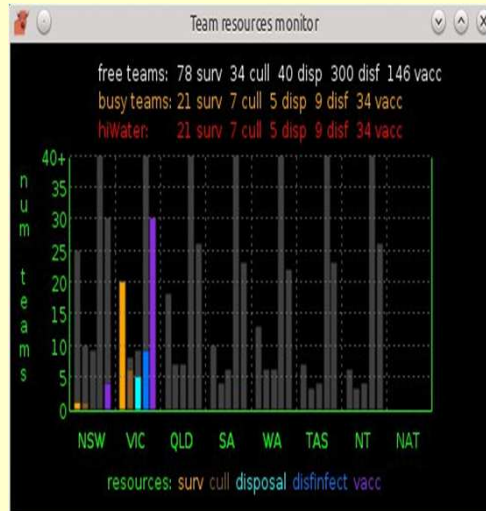 Team resources monitor
free teams: 78 surv 34 cull 40 disp 300 disf 146 vacc
busy teams: 21 surv 7 cull 5 disp 9 disf 34 vacc
hiWater: 21 surv 7 cull 5 disp 9 disf 34 vacc
40+
35
30
25
20
15
10
5
0
num teams
NSW VIC QLD SA WA TAS NT NAT
resources: surv cull disposal disfinfect vacc